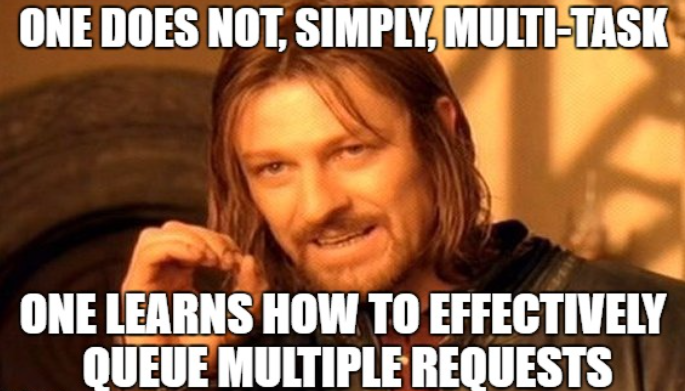 ONE DOES NOT, SIMPLY, MULTI-TASK
ONE LEARNS HOW TO EFFECTIVELY
QUEUE MULTIPLE REQUESTS